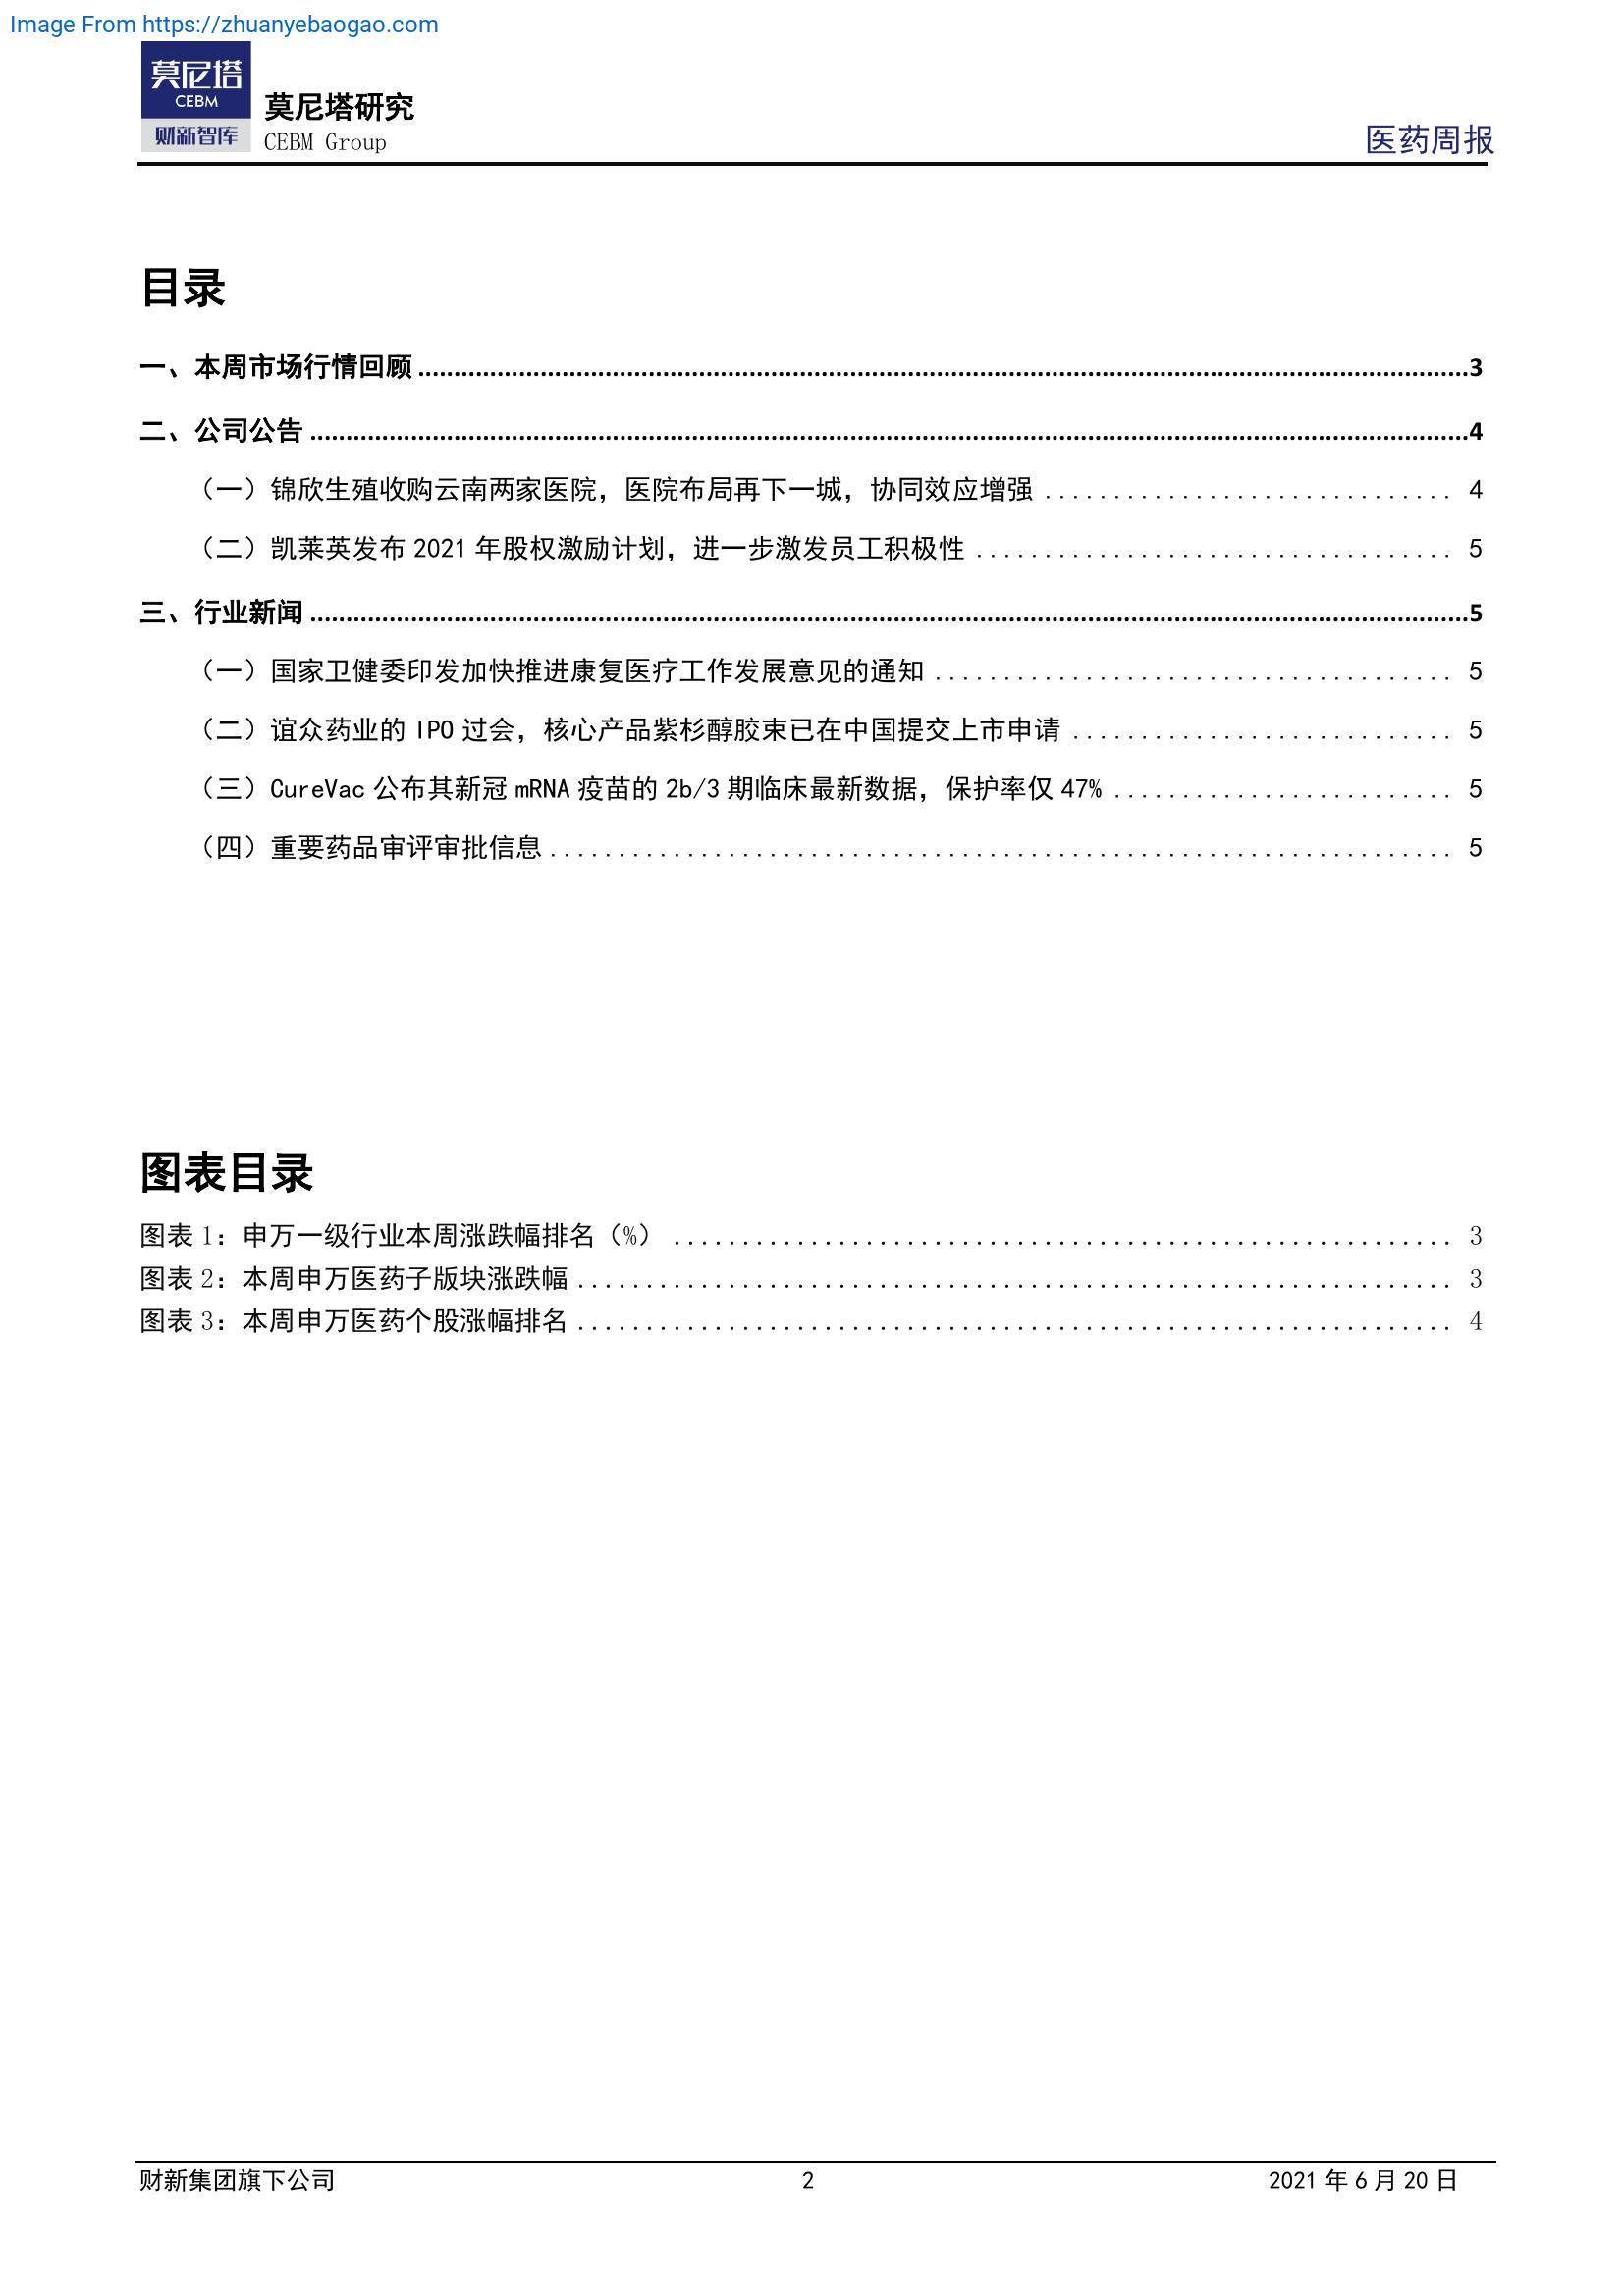 Image From https://zhuanyebaogao.com
莫尼塔
CEBM
财新智库
莫尼塔研究
CEBM Group
医药周报
目录
一、本周市场行情回顾........................................3
二、公司公告........................................4
（一）锦欣生殖收购云南两家医院，医院布局再下一城，协同效应增强........................................4
（二）凯莱英发布 2021 年股权激励计划，进一步激发员工积极性........................................5
三、行业新闻........................................5
（一）国家卫健委印发加快推进康复医疗工作发展意见的通知........................................5
（二）谊众药业的 IPO 过会，核心产品紫杉醇胶束已在中国提交上市申请........................................5
（三）CureVac 公布其新冠 mRNA 疫苗的 2b/3 期临床最新数据，保护率仅 47%........................................5
（四）重要药品审评审批信息........................................5
图表目录
图表 1：申万一级行业本周涨跌幅排名（%）........................................3
图表 2：本周申万医药子版块涨跌幅........................................3
图表 3：本周申万医药个股涨幅排名........................................4
财新集团旗下公司
2
2021 年 6 月 20 日